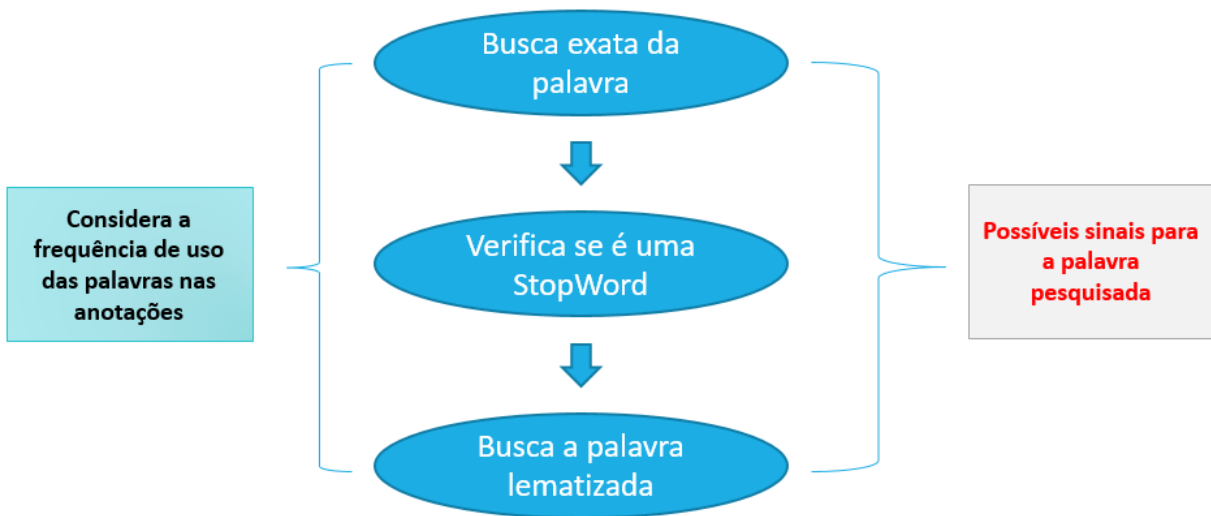 Busca exata da
palavra
Considera a
frequência de uso
das palavras nas
anotações
Verifica se é uma
StopWord
Possíveis sinais para
a palavra
pesquisada
Busca a palavra
lematizada